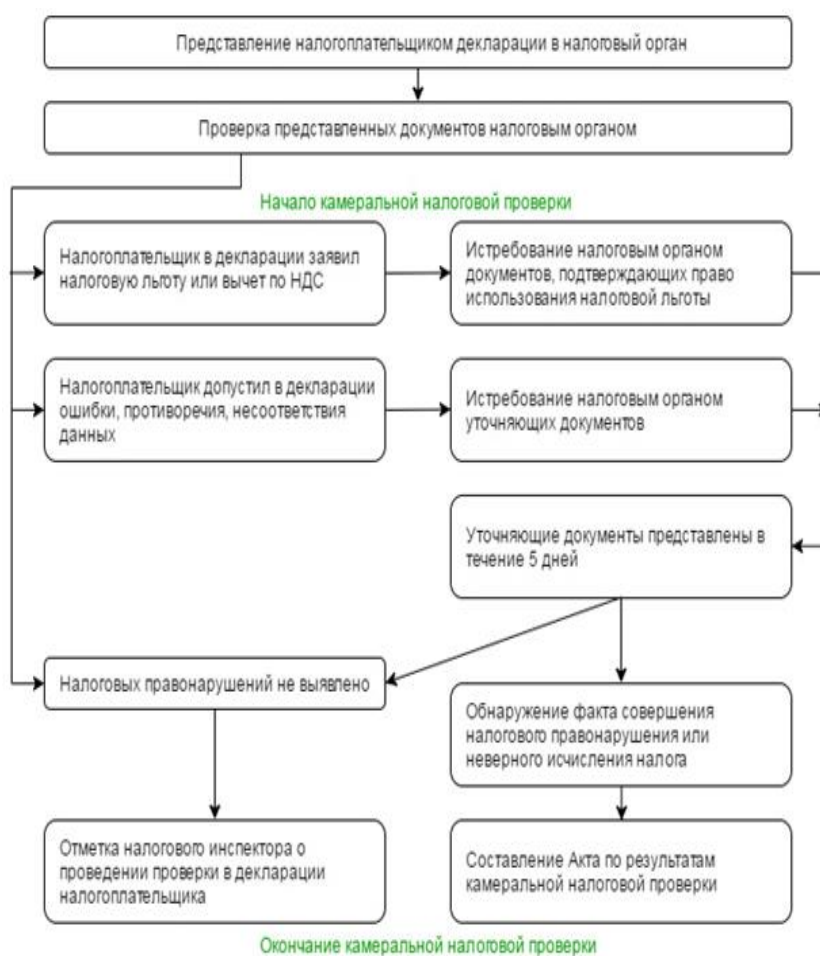 Представление налогоплательщиком декларации в налоговый орган
Проверка представленных документов налоговым органом
Начало камеральной налоговой проверки
Налогоплательщик в декларации заявил
налоговую льготу или вычет по НДС
Истребование налоговым органом
документов, подтверждающих право
использования налоговой льготы
Налогоплательщик допустил в декларации
ошибки, противоречия, несоответствия
данных
Истребование налоговым органом
уточняющих документов
Уточняющие документы представлены в
течение 5 дней
Налоговых правонарушений не выявлено
Обнаружение факта совершения
налогового правонарушения или
неверного исчисления налога
Отметка налогового инспектора о
проведении проверки в декларации
налогоплательщика
Составление Акта по результатам
камеральной налоговой проверки
Окончание камеральной налоговой проверки